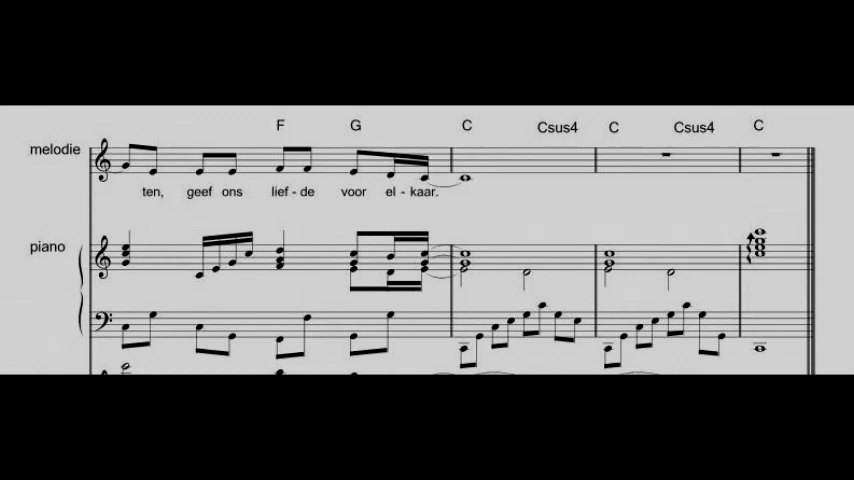 F G C Csus4 C Csus4 C
melodie
ten, geef ons lief - de voor el - kaar.
piano